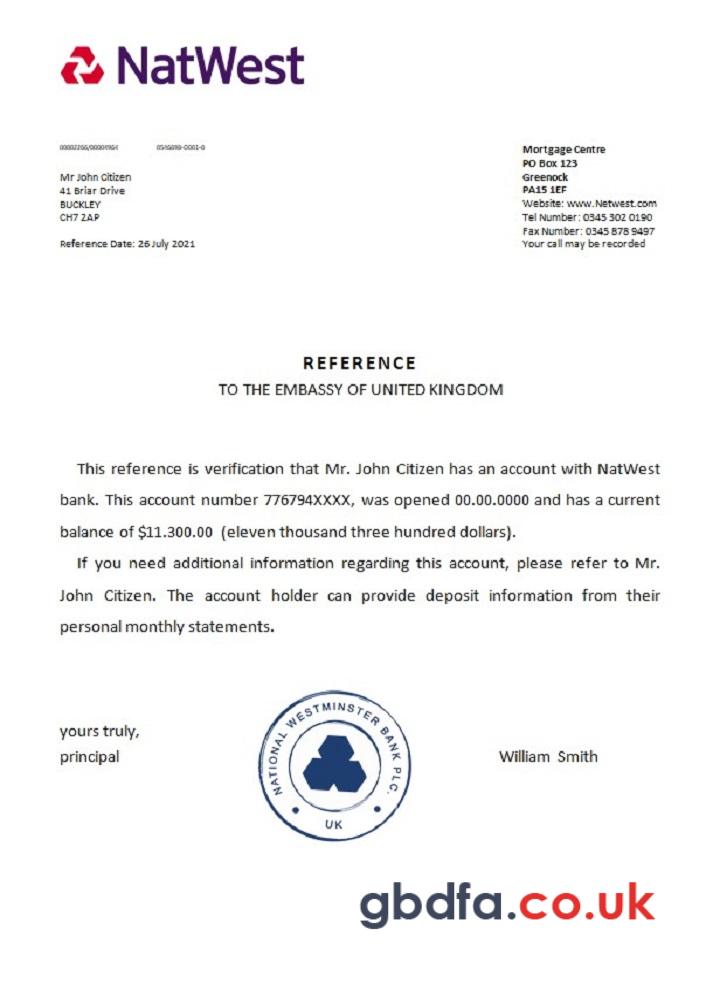 NatWest
00002266/00004964 0545698-0001-0
Mr John Citizen
41 Briar Drive
BUCKLEY
CH7 2AP
Reference Date: 26 July 2021
Mortgage Centre
PO Box 123
Greenock
PA15 1EF
Website: www.Netwest.com
Tel Number: 0345 302 0190
Fax Number: 0345 878 9497
Your call may be recorded
REFERENCE
TO THE EMBASSY OF UNITED KINGDOM
This reference is verification that Mr. John Citizen has an account with NatWest
bank. This account number 776794XXXX, was opened 00.00.0000 and has a current
balance of $11.300.00 (eleven thousand three hundred dollars).
If you need additional information regarding this account, please refer to Mr.
John Citizen. The account holder can provide deposit information from their
personal monthly statements.
yours truly,
principal
NATIONAL WESTMINSTER BANK PLC.
UK
William Smith
gbdfa.co.uk